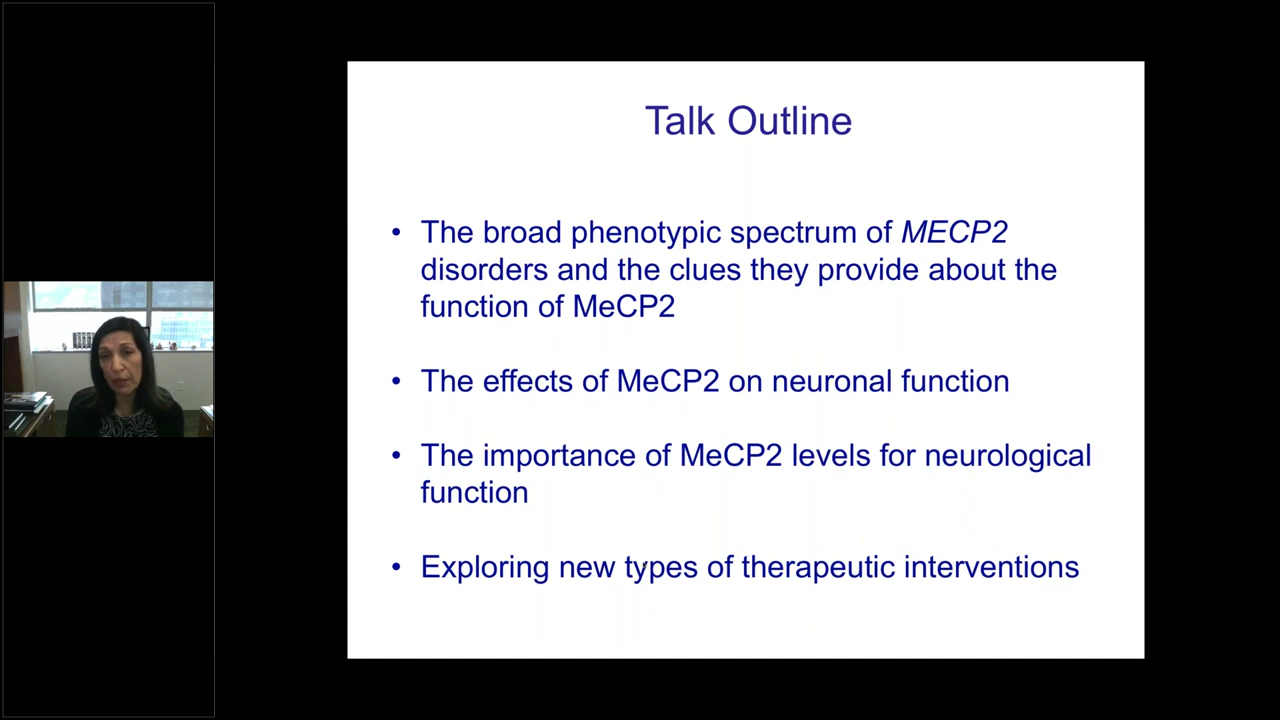 Talk Outline
• The broad phenotypic spectrum of MECP2
disorders and the clues they provide about the
function of MeCP2
• The effects of MeCP2 on neuronal function
• The importance of MeCP2 levels for neurological
function
• Exploring new types of therapeutic interventions